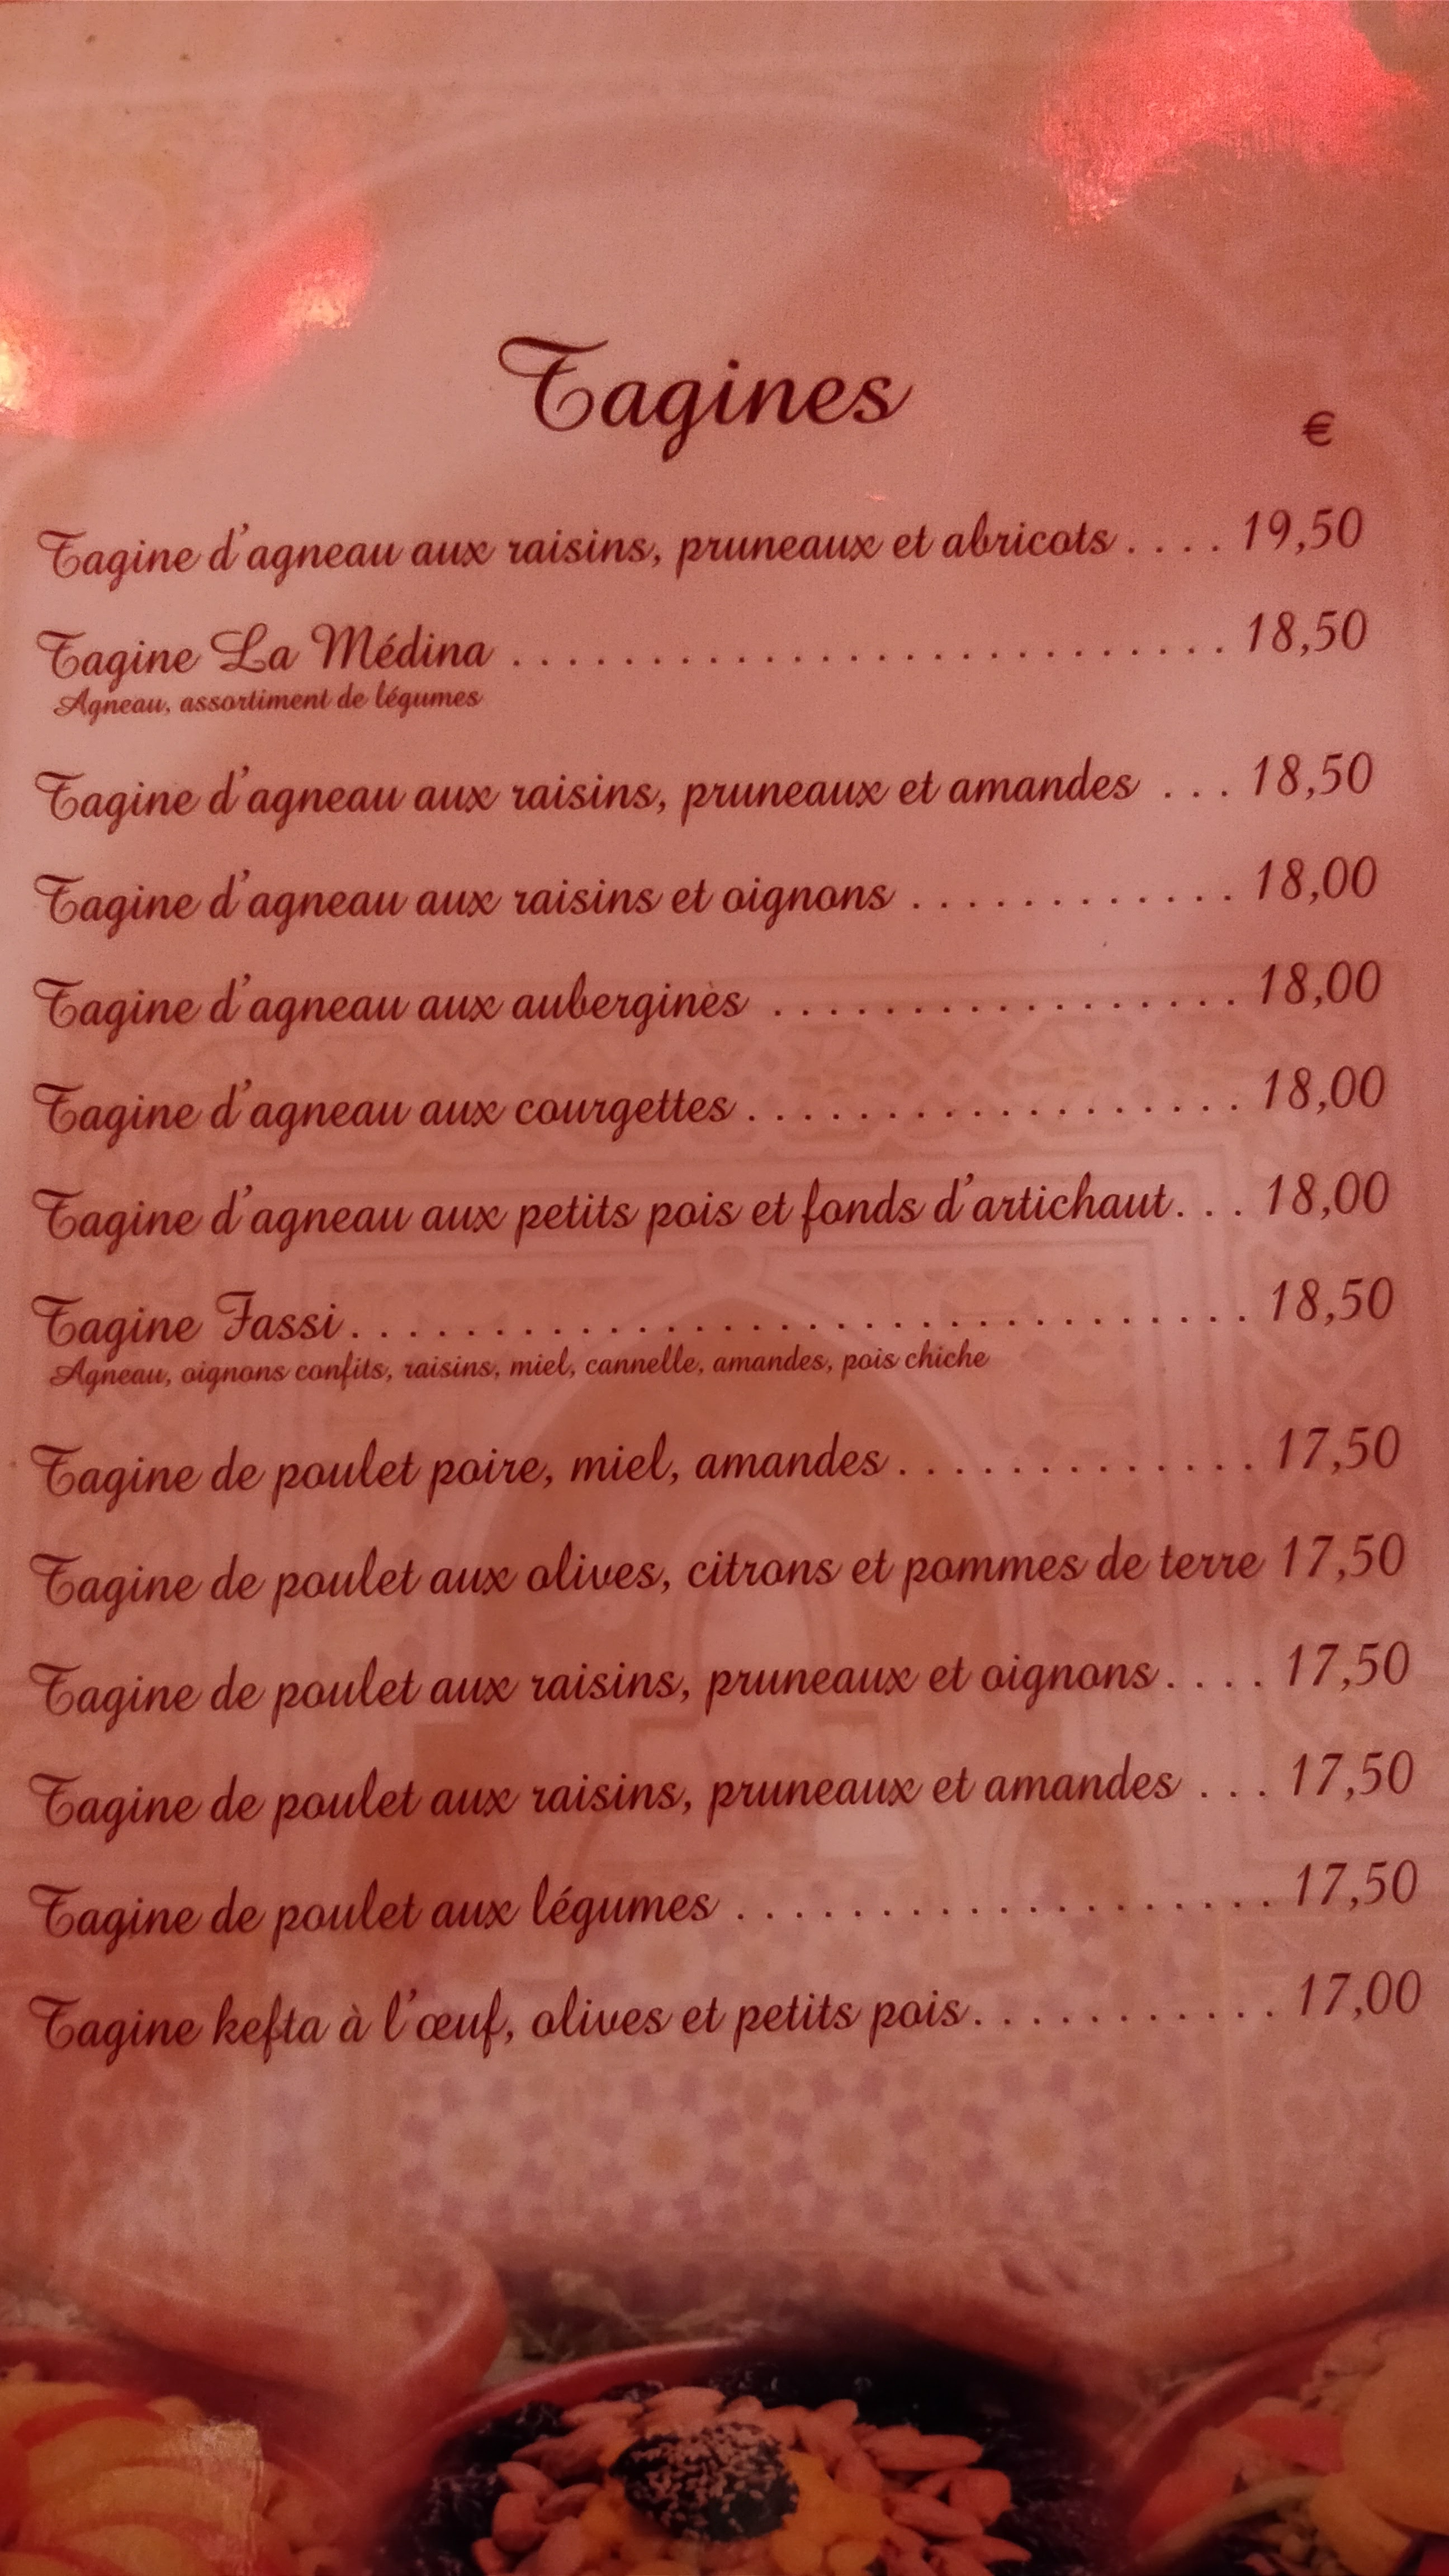 Tagines
€
Tagine d'agneau aux raisins, pruneaux et abricots . . . . 19,50
Tagine La Médina . . . . . . . . . . . . . . . . . . . . . . . . . . 18,50
Agneau, assortiment de légumes
Tagine d'agneau aux raisins, pruneaux et amandes . . . 18,50
Tagine d'agneau aux raisins et oignons . . . . . . . . . . . . 18,00
Tagine d'agneau aux aubergines . . . . . . . . . . . . . . . . . 18,00
Tagine d'agneau aux courgettes . . . . . . . . . . . . . . . . . . 18,00
Tagine d'agneau aux petits pois et fonds d'artichaut. . . 18,00
Tagine Fassi . . . . . . . . . . . . . . . . . . . . . . . . . . . . . . . . 18,50
Agneau, oignons confits, raisins, miel, cannelle, amandes, pois chiche
Tagine de poulet poire, miel, amandes . . . . . . . . . . . . . 17,50
Tagine de poulet aux olives, citrons et pommes de terre 17,50
Tagine de poulet aux raisins, pruneaux et oignons . . . . 17,50
Tagine de poulet aux raisins, pruneaux et amandes . . . 17,50
Tagine de poulet aux légumes . . . . . . . . . . . . . . . . . . . 17,50
Tagine kefta à l'œuf, olives et petits pois . . . . . . . . . . . 17,00